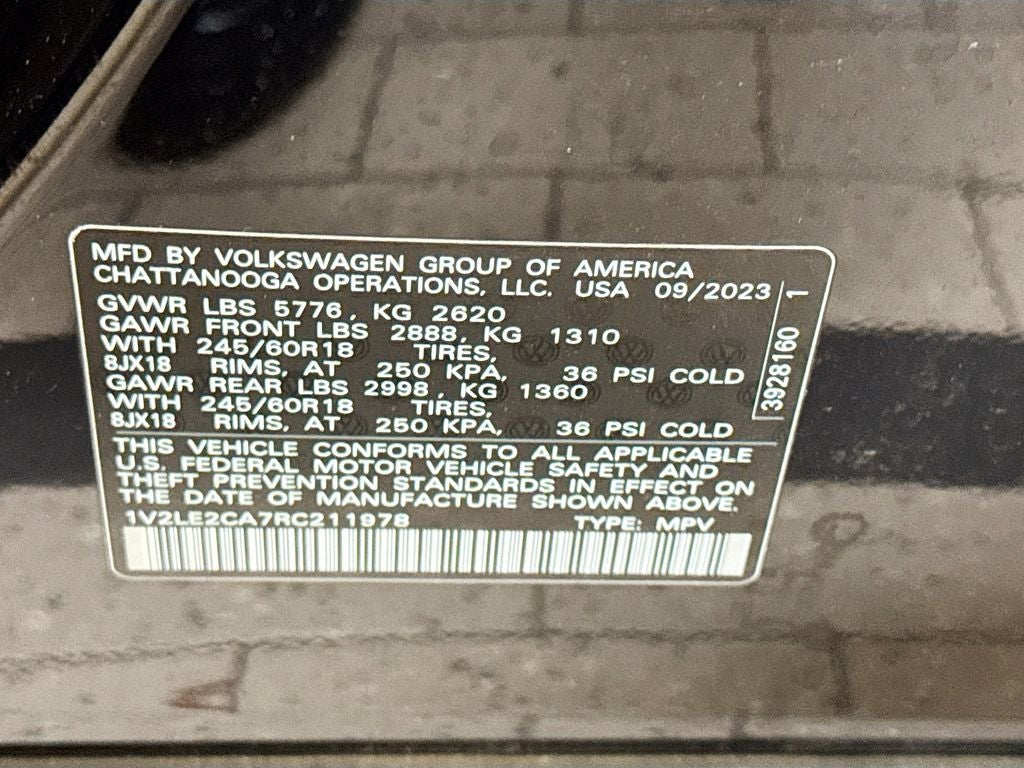 MFD BY VOLKSWAGEN GROUP OF AMERICA
CHATTANOOGA OPERATIONS, LLC. USA 09/2023
GVWR LBS 5776, KG 2620
GAWR FRONT LBS 2888, KG 1310
WITH 245/60R18 TIRES,
8JX18 RIMS, AT 250 KPA, 36 PSI COLD
GAWR REAR LBS 2998, KG 1360
WITH 245/60R18 TIRES,
8JX18 RIMS, AT 250 KPA, 36 PSI COLD
3928160 1
THIS VEHICLE CONFORMS TO ALL APPLICABLE
U.S. FEDERAL MOTOR VEHICLE SAFETY AND
THEFT PREVENTION STANDARDS IN EFFECT ON
THE DATE OF MANUFACTURE SHOWN ABOVE.
1V2LE2CA7RC211978 TYPE: MPV